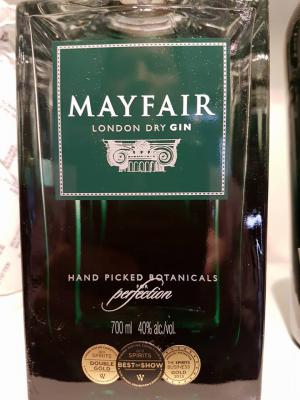 MAYFAIR
LONDON DRY GIN
HAND PICKED BOTANICALS
FOR
perfection
700 ml 40% alc./vol.
SPIRITS
DOUBLE
GOLD
SPIRITS
BEST OF SHOW
THE SPIRITS
BUSINESS
GOLD